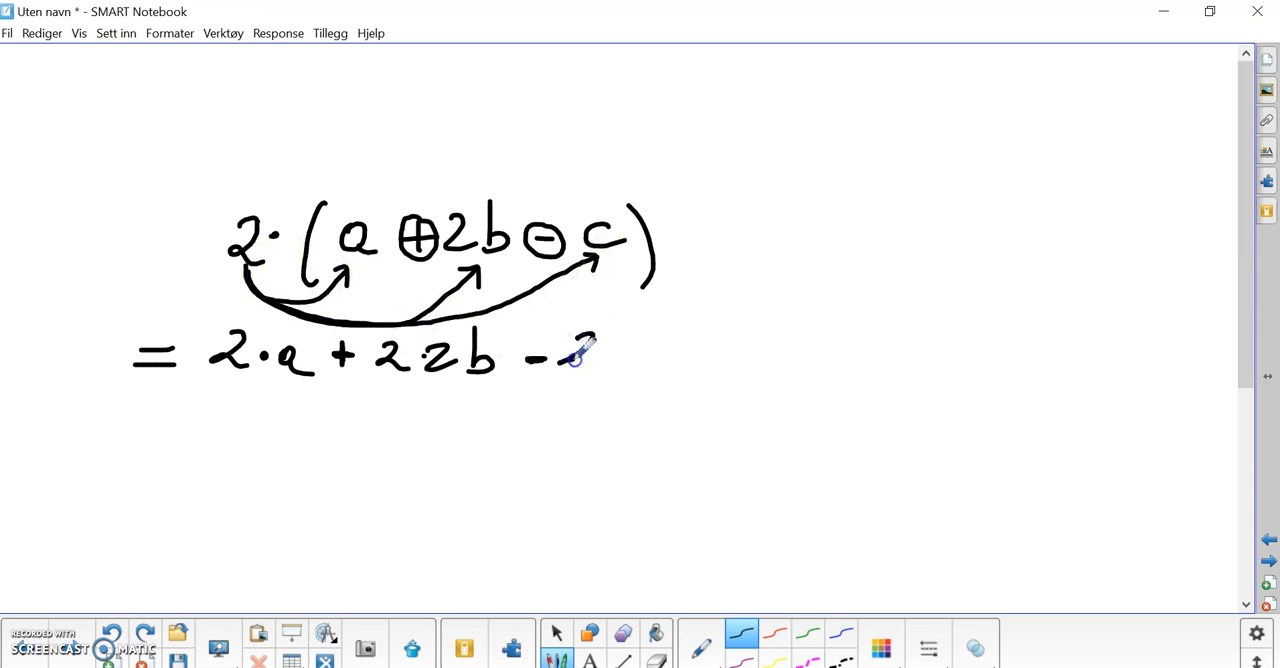 Uten navn * - SMART Notebook
Fil Rediger Vis Sett inn Formater Verktøy Response Tillegg Hjelp
2·(a ⊕ 2b ⊖ c)
= 2·a + 2·2b - 2
RECORDED WITH
SCREENCAST MATIC